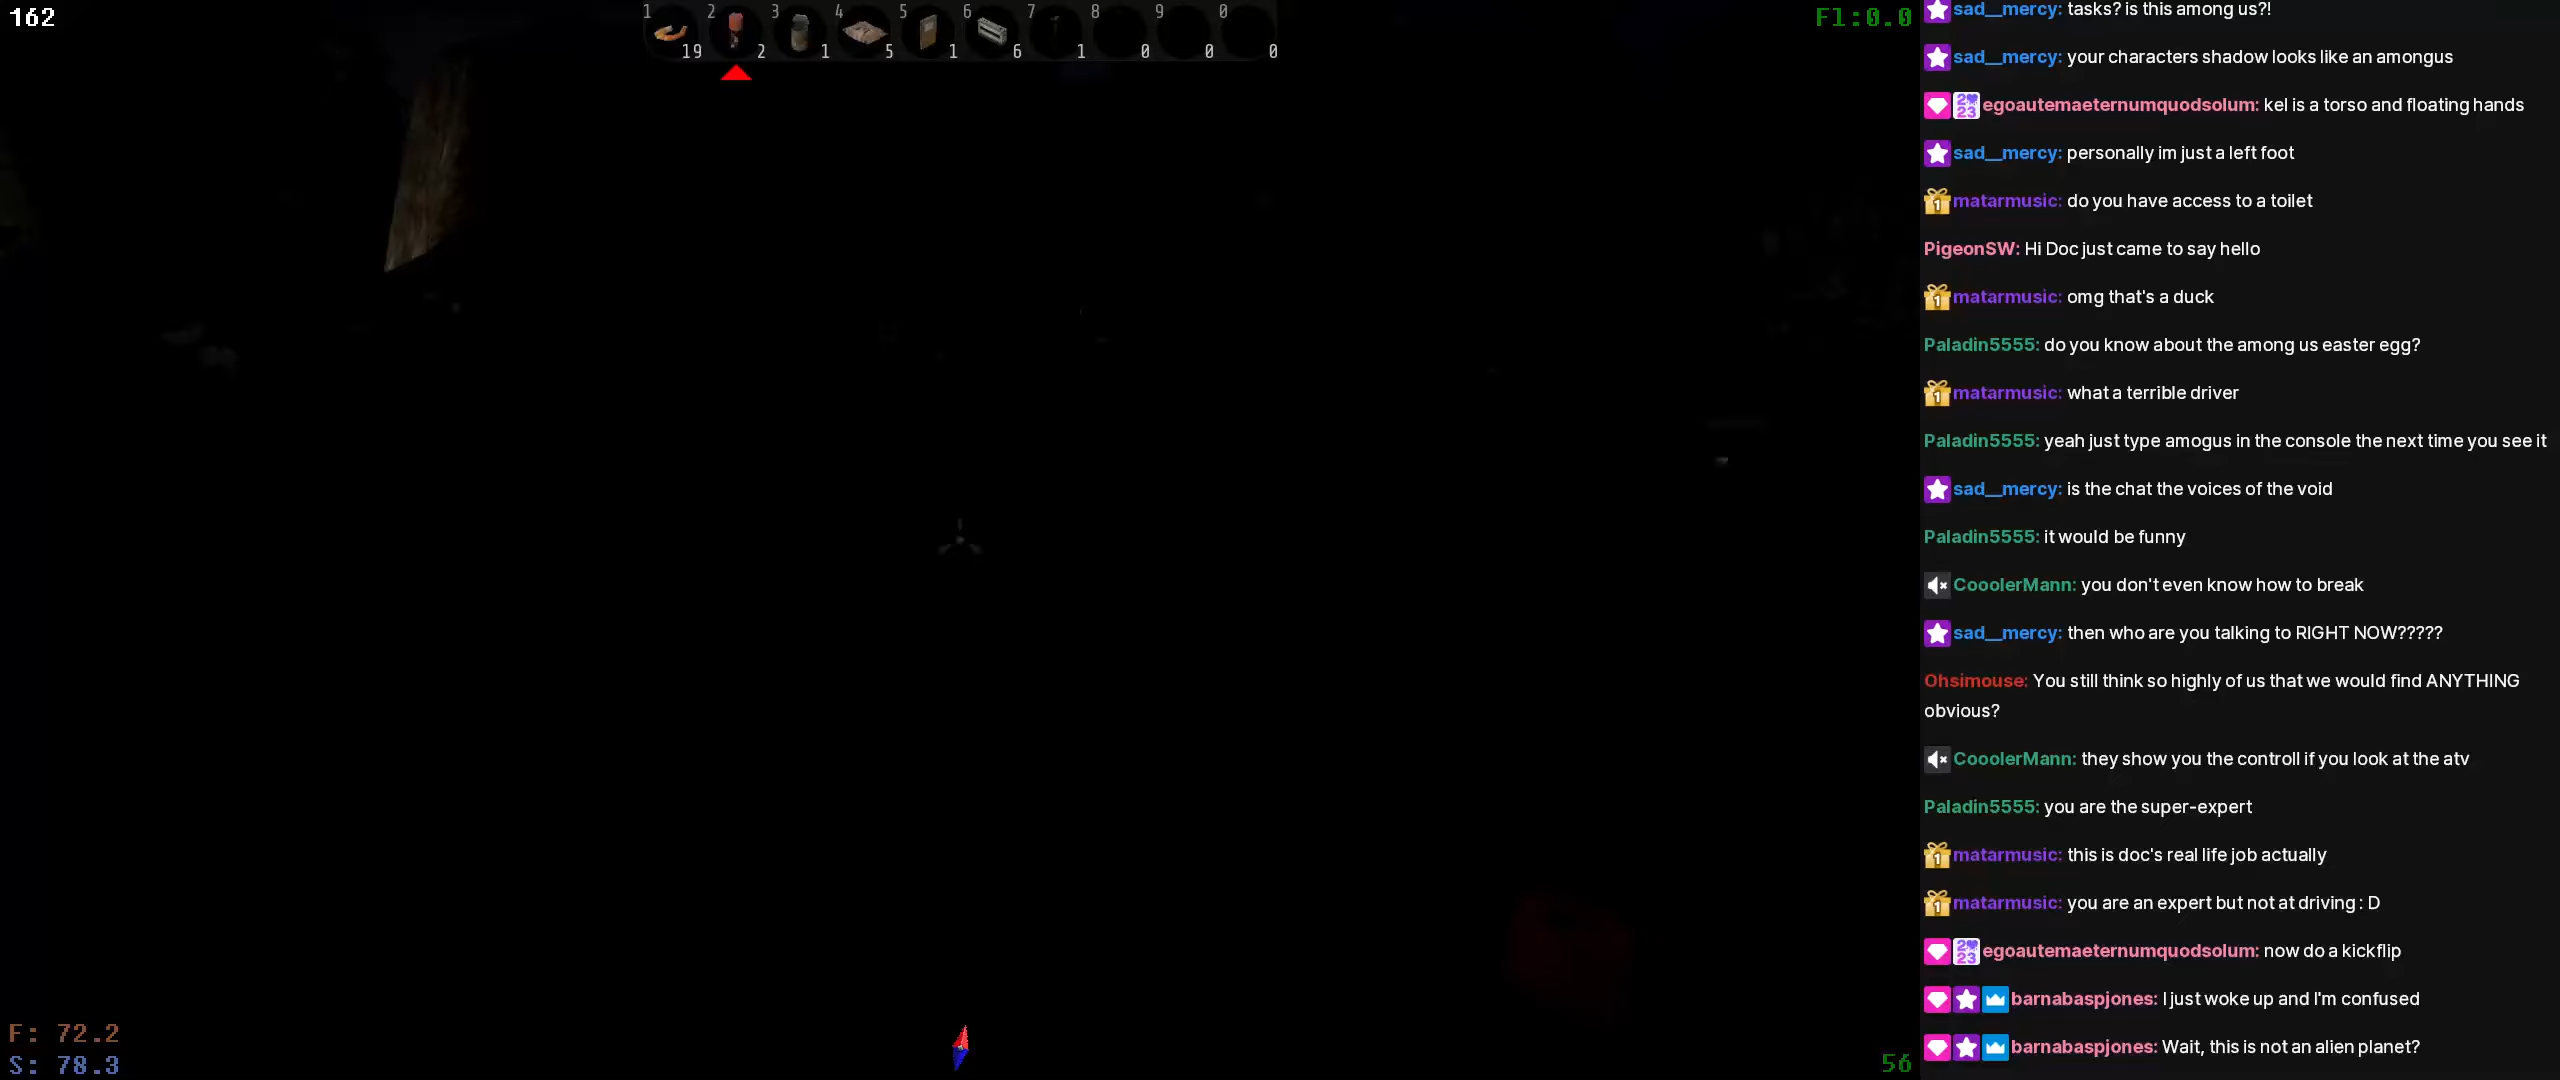 162
1 2 3 4 5 6 7 8 9 0
19 2 1 5 1 6 1 0 0 0
Fl:0.0
sad__mercy: tasks? is this among us?!
sad__mercy: your characters shadow looks like an amongus
egoautemaeternumquodsolum: kel is a torso and floating hands
sad__mercy: personally im just a left foot
matarmusic: do you have access to a toilet
PigeonSW: Hi Doc just came to say hello
matarmusic: omg that's a duck
Paladin5555: do you know about the among us easter egg?
matarmusic: what a terrible driver
Paladin5555: yeah just type amogus in the console the next time you see it
sad__mercy: is the chat the voices of the void
Paladin5555: it would be funny
CooolerMann: you don't even know how to break
sad__mercy: then who are you talking to RIGHT NOW?????
Ohsimouse: You still think so highly of us that we would find ANYTHING
obvious?
CooolerMann: they show you the controll if you look at the atv
Paladin5555: you are the super-expert
matarmusic: this is doc's real life job actually
matarmusic: you are an expert but not at driving : D
egoautemaeternumquodsolum: now do a kickflip
barnabaspjones: I just woke up and I'm confused
barnabaspjones: Wait, this is not an alien planet?
F: 72.2
S: 78.3
56